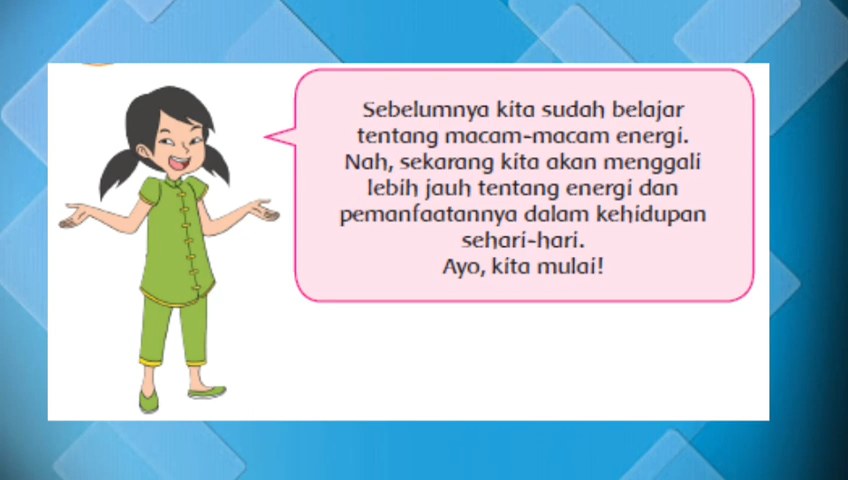 Sebelumnya kita sudah belajar
tentang macam-macam energi.
Nah, sekarang kita akan menggali
lebih jauh tentang energi dan
pemanfaatannya dalam kehidupan
sehari-hari.
Ayo, kita mulai!